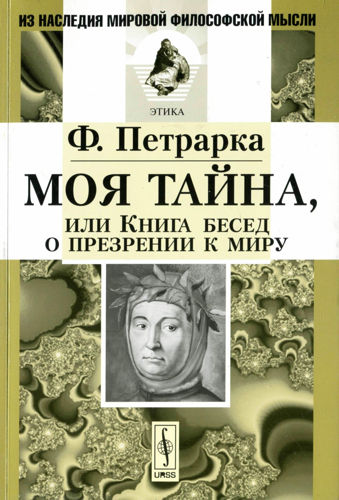 ИЗ НАСЛЕДИЯ МИРОВОЙ ФИЛОСОФСКОЙ МЫСЛИ
ЭТИКА
Ф. Петрарка
МОЯ ТАЙНА,
ИЛИ КНИГА БЕСЕД
О ПРЕЗРЕНИИ К МИРУ
URSS